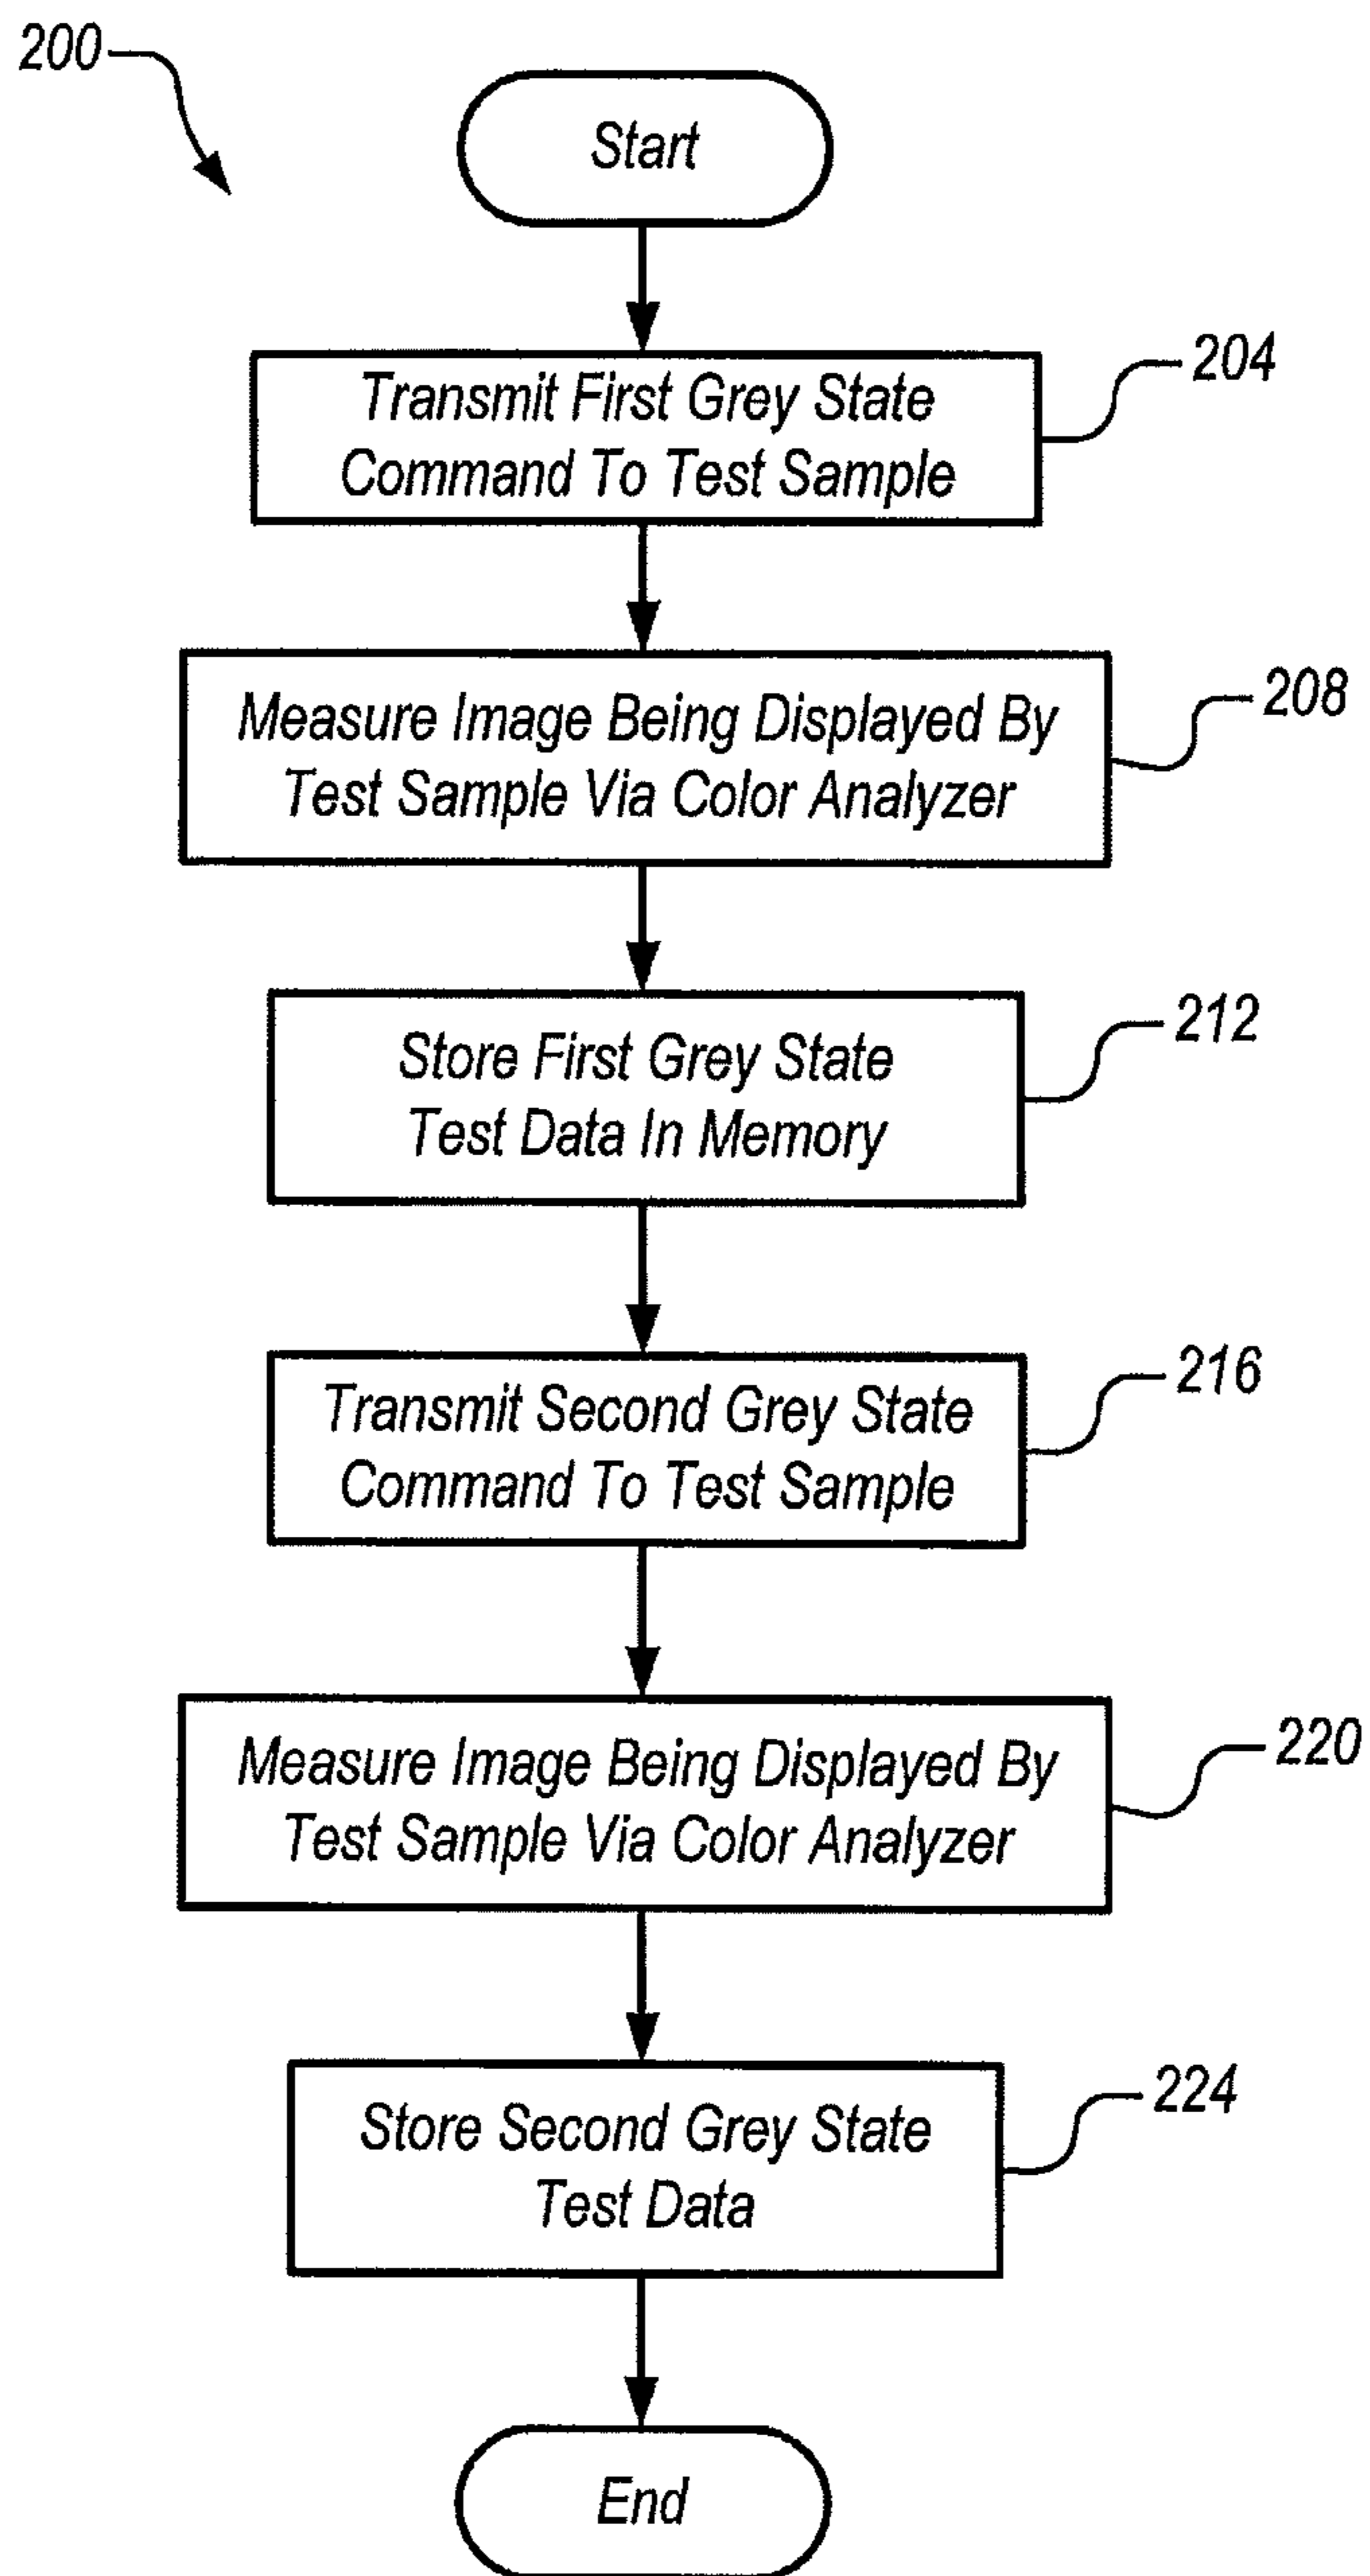 200
Start
204
Transmit First Grey State
Command To Test Sample
208
Measure Image Being Displayed By
Test Sample Via Color Analyzer
212
Store First Grey State
Test Data In Memory
216
Transmit Second Grey State
Command To Test Sample
220
Measure Image Being Displayed By
Test Sample Via Color Analyzer
224
Store Second Grey State
Test Data
End